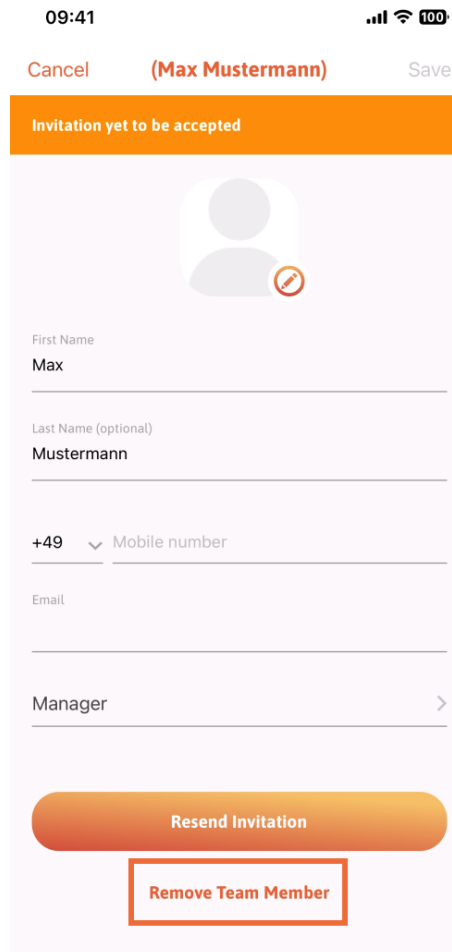 09:41
100
Cancel
(Max Mustermann)
Save
Invitation yet to be accepted
First Name
Max
Last Name (optional)
Mustermann
+49
Mobile number
Email
Manager
Resend Invitation
Remove Team Member